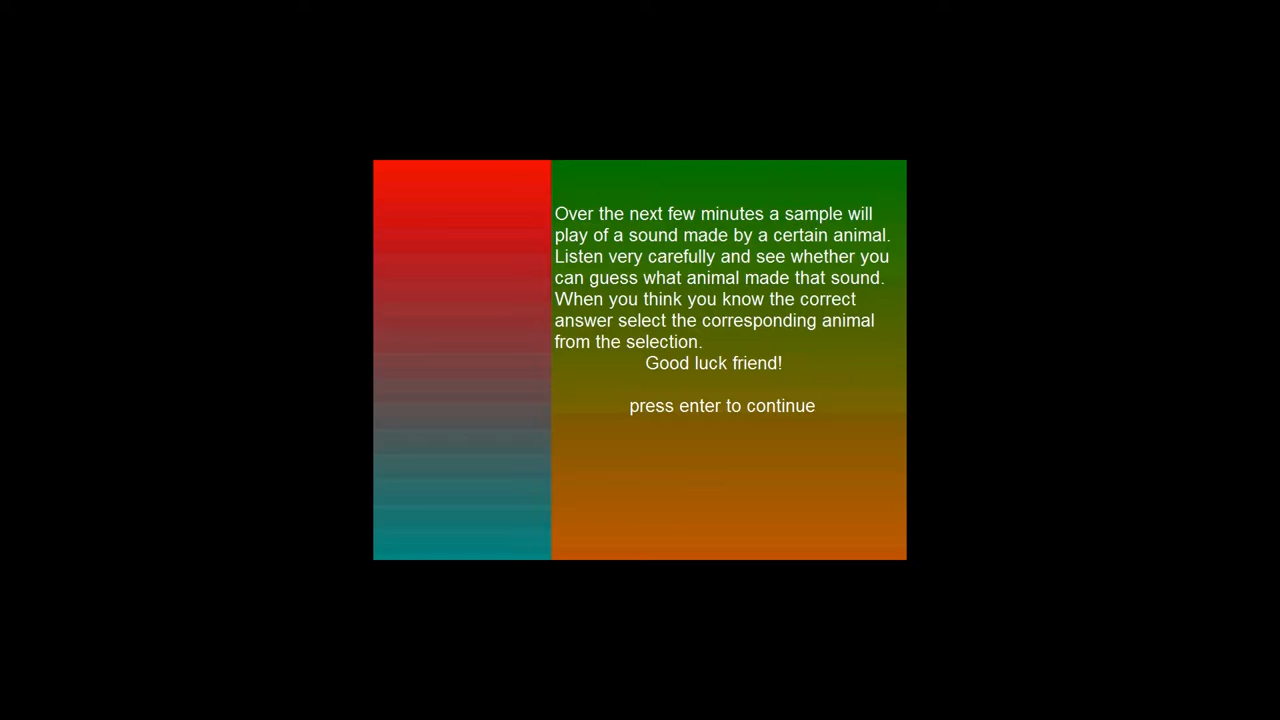 Over the next few minutes a sample will
play of a sound made by a certain animal.
Listen very carefully and see whether you
can guess what animal made that sound.
When you think you know the correct
answer select the corresponding animal
from the selection.
Good luck friend!
press enter to continue